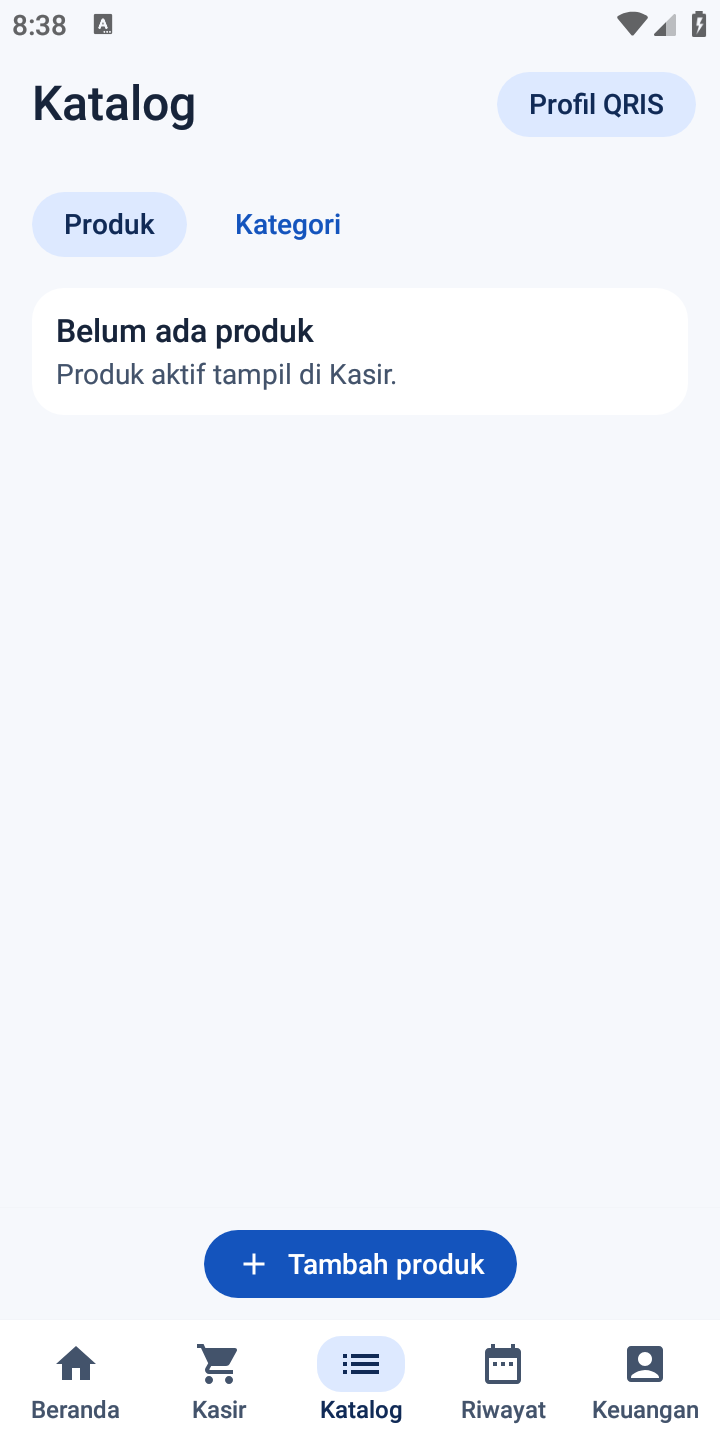 8:38
Katalog
Profil QRIS
Produk
Kategori
Belum ada produk
Produk aktif tampil di Kasir.
Tambah produk
Beranda
Kasir
Katalog
Riwayat
Keuangan